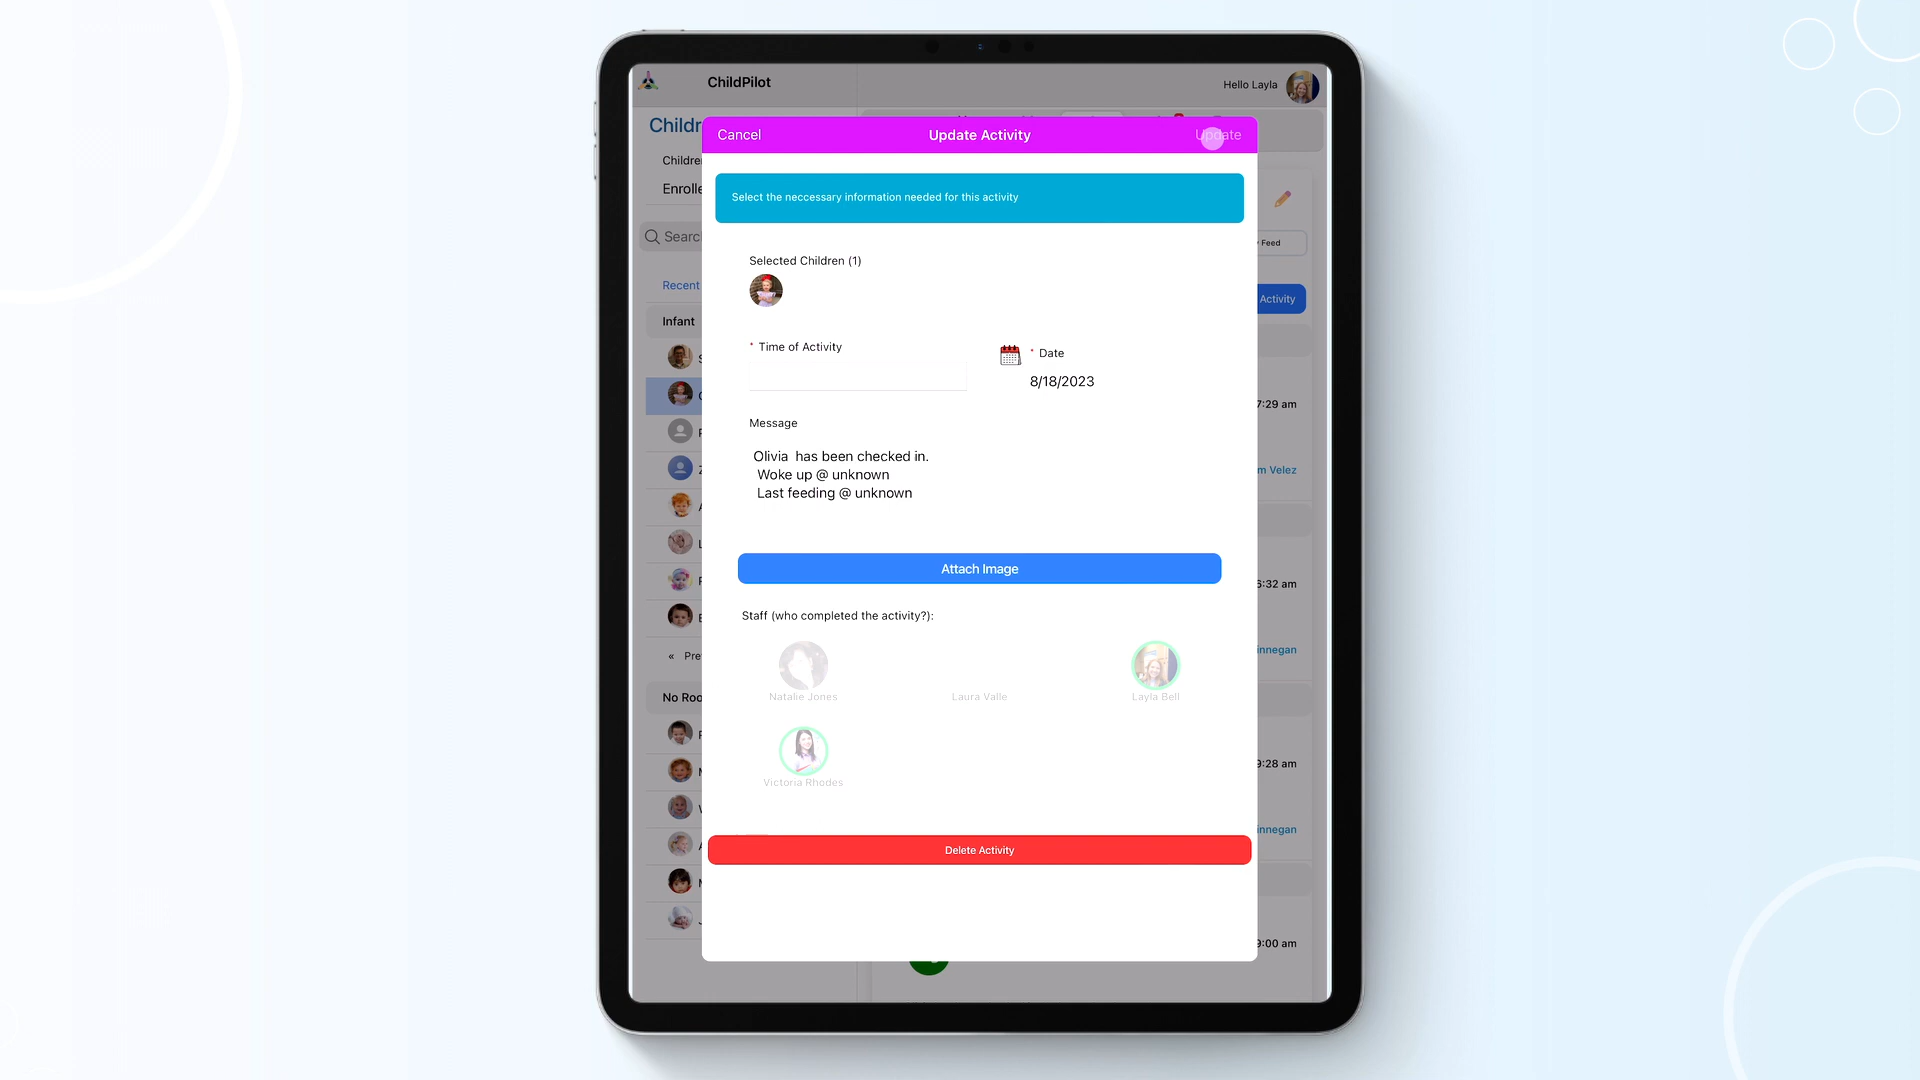 ChildPilot
Hello Layla
Cancel
Update Activity
Update
Select the neccessary information needed for this activity
Feed
Activity
Recent
Infant
Selected Children (1)
* Time of Activity
* Date
8/18/2023
7:29 am
Message
Olivia has been checked in.
Woke up @ unknown
Last feeding @ unknown
Attach Image
6:32 am
Staff (who completed the activity?):
Natalie Jones
Laura Valle
Layla Bell
9:28 am
Victoria Rhodes
Delete Activity
9:00 am